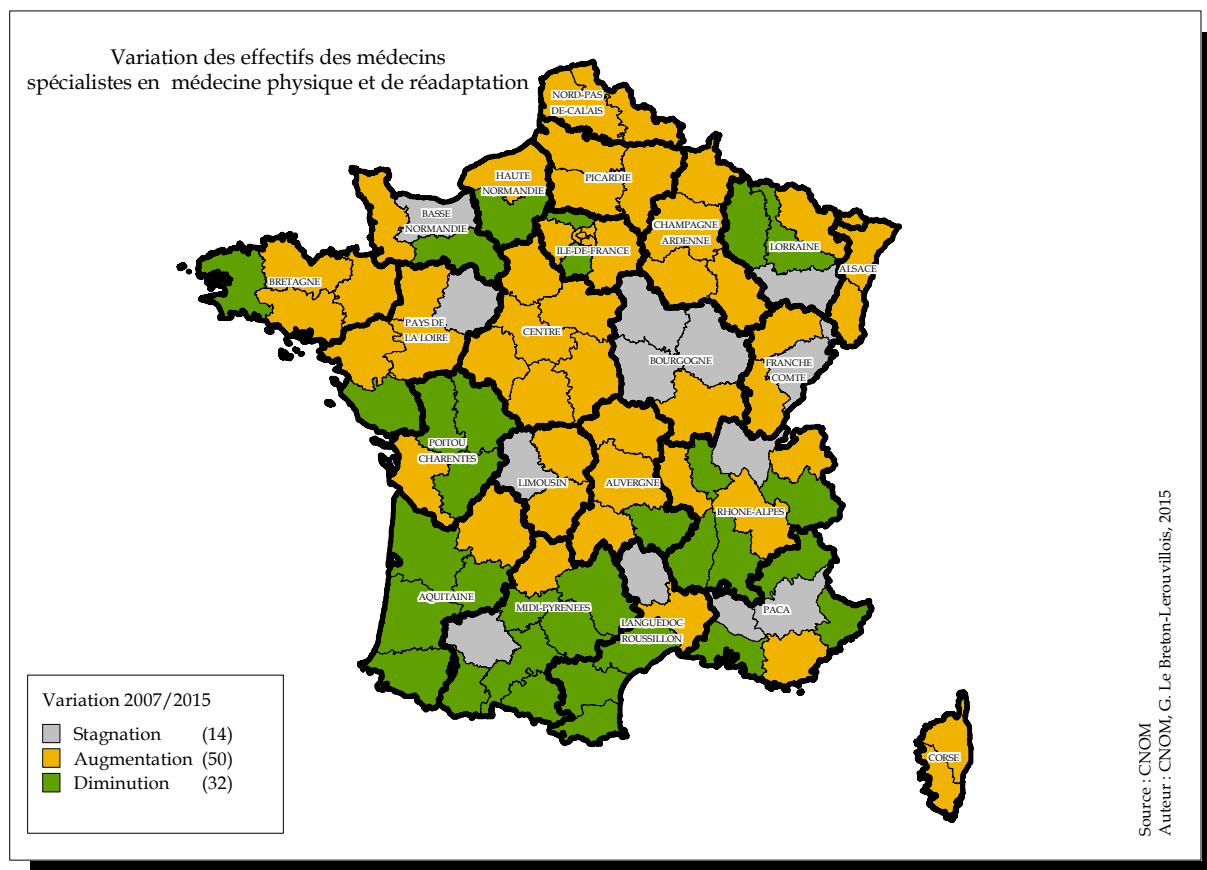 Variation des effectifs des médecins
spécialistes en médecine physique et de réadaptation
NORD-PAS
DE-CALAIS
HAUTE
NORMANDIE
PICARDIE
BASSE
NORMANDIE
CHAMPAGNE
ARDENNE
ILE-DE-FRANCE
LORRAINE
ALSACE
BRETAGNE
PAYS DE
LA LOIRE
CENTRE
BOURGOGNE
FRANCHE
COMTE
POITOU
CHARENTES
LIMOUSIN
AUVERGNE
RHONE-ALPES
AQUITAINE
MIDI-PYRENEES
LANGUEDOC-
ROUSSILLON
PACA
CORSE
Variation 2007/2015
Stagnation (14)
Augmentation (50)
Diminution (32)
Source : CNOM
Auteur : CNOM, G. Le Breton-Lerouvillois, 2015